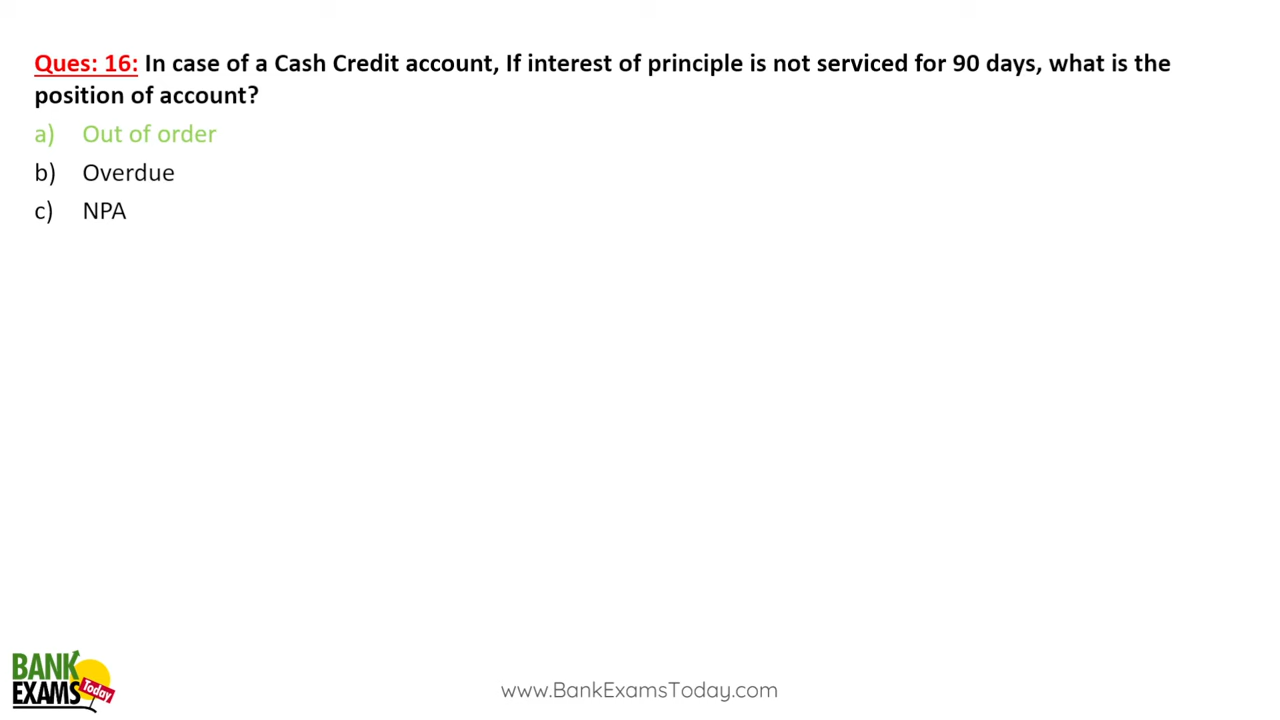 Ques: 16: In case of a Cash Credit account, If interest of principle is not serviced for 90 days, what is the
position of account?
a) Out of order
b) Overdue
c) NPA
BANK
EXAMS
Today
www.BankExamsToday.com